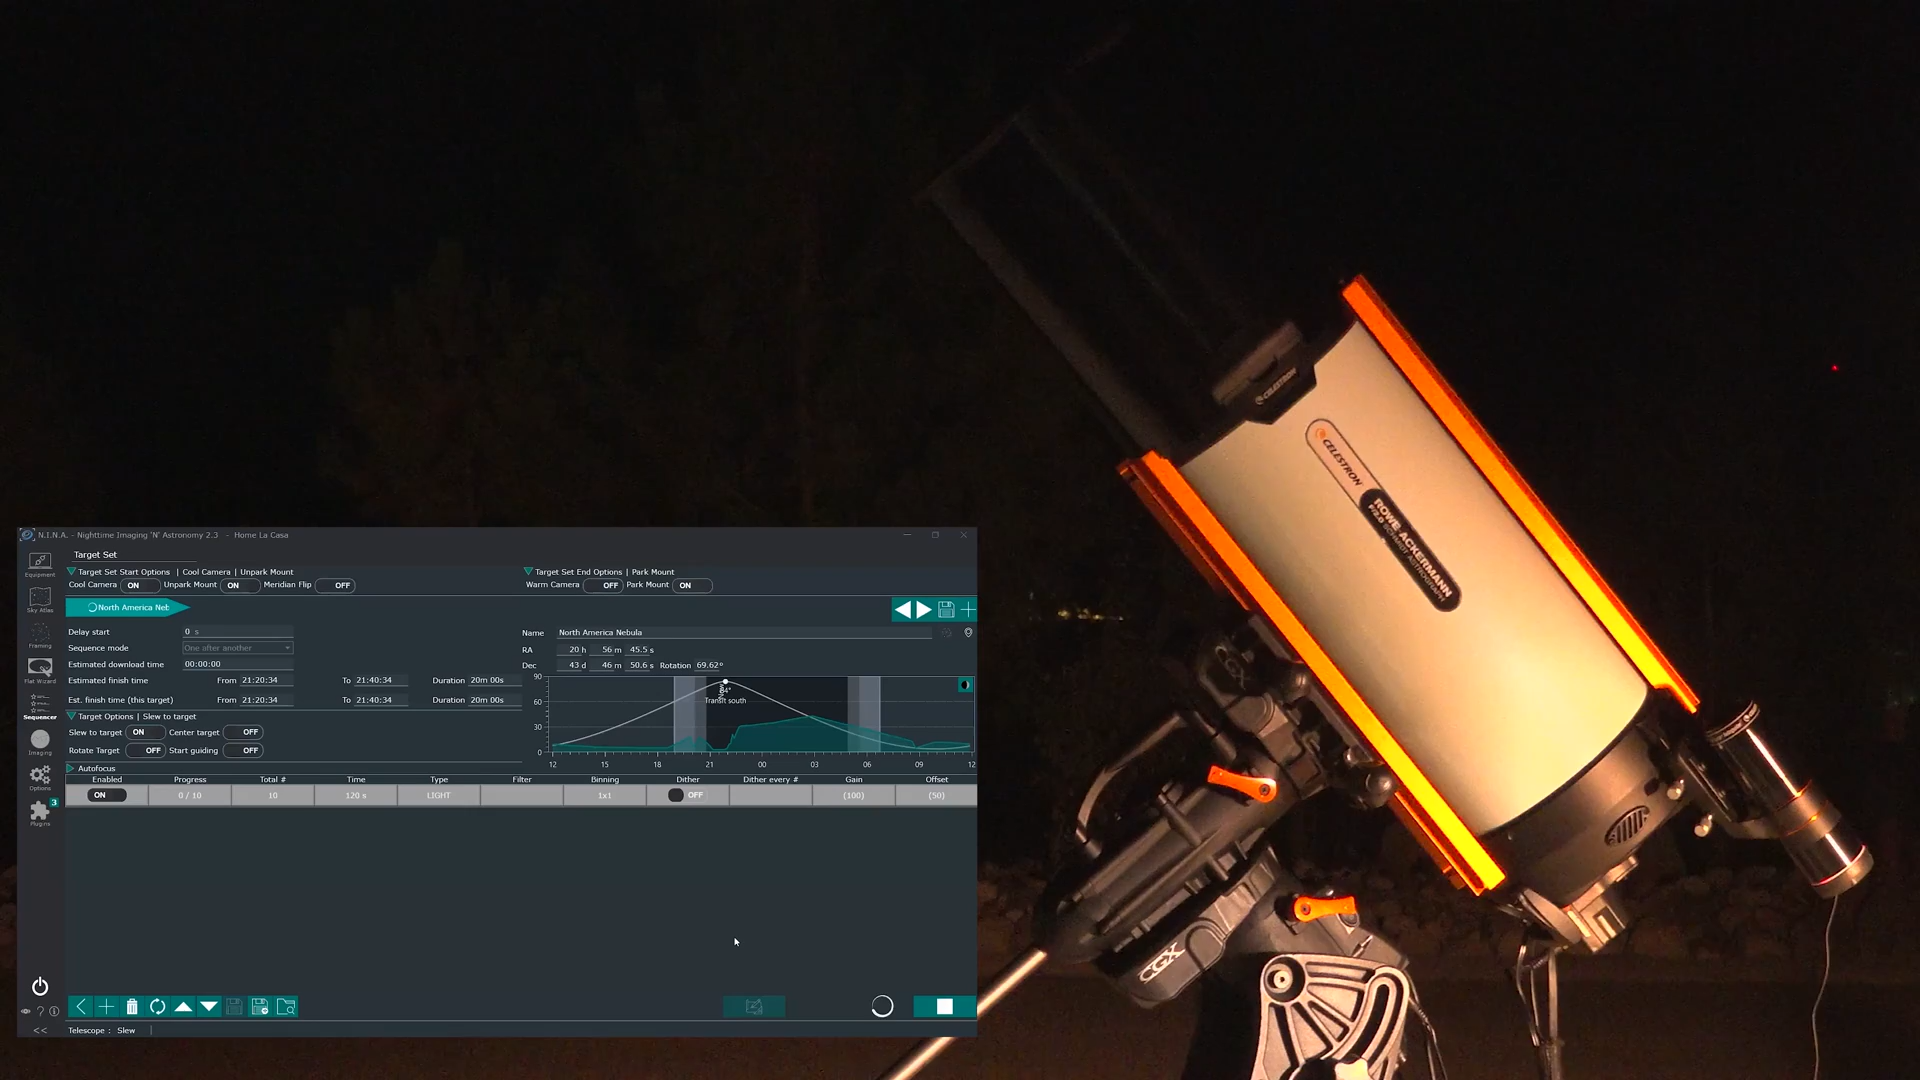 N.I.N.A. - Nighttime Imaging 'N' Astronomy 2.3 - Home La Casa
Target Set
Target Set Start Options | Cool Camera | Unpark Mount
Target Set End Options | Park Mount
Cool Camera ON Unpark Mount ON Meridian Flip OFF
Warm Camera OFF Park Mount ON
North America Neb
Equipment
Sky Atlas
Framing
Flat Wizard
Sequencer
Imaging
Options
3
Plugins
Delay start 0 s
Sequence mode One after another
Estimated download time 00:00:00
Estimated finish time From 21:20:34 To 21:40:34 Duration 20m 00s
Est. finish time (this target) From 21:20:34 To 21:40:34 Duration 20m 00s
Target Options | Slew to target
Slew to target ON Center target OFF
Rotate Target OFF Start guiding OFF
Autofocus
Name North America Nebula
RA 20 h 56 m 45.5 s
Dec 43 d 46 m 50.6 s Rotation 69.62°
90
60
30
0
84°
Transit south
12 15 18 21 00 03 06 09 12
Enabled Progress Total # Time Type Filter Binning Dither Dither every # Gain Offset
ON 0 / 10 10 120 s LIGHT 1x1 OFF (100) (50)
<<
Telescope : Slew
CELESTRON
CELESTRON
ROWE-ACKERMANN
F/2.0 SCHMIDT ASTROGRAPH
CGX